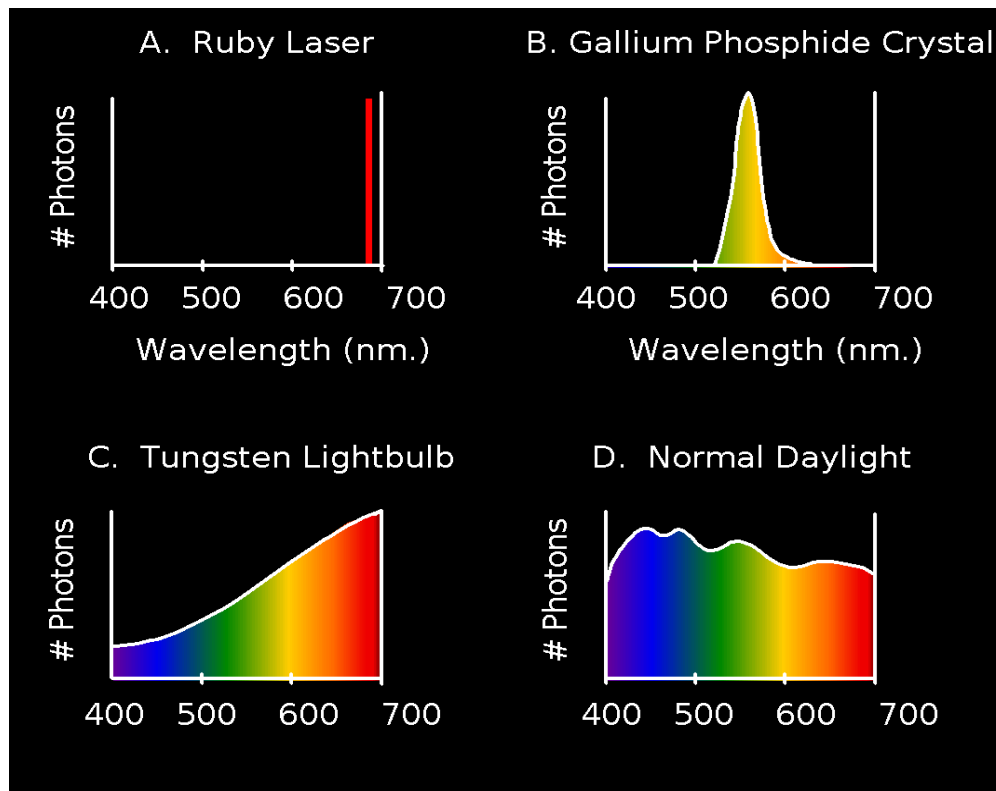 A.  Ruby Laser
# Photons
400 500 600 700
Wavelength (nm.)
B. Gallium Phosphide Crystal
# Photons
400 500 600 700
Wavelength (nm.)
C.  Tungsten Lightbulb
# Photons
400 500 600 700
D.  Normal Daylight
# Photons
400 500 600 700